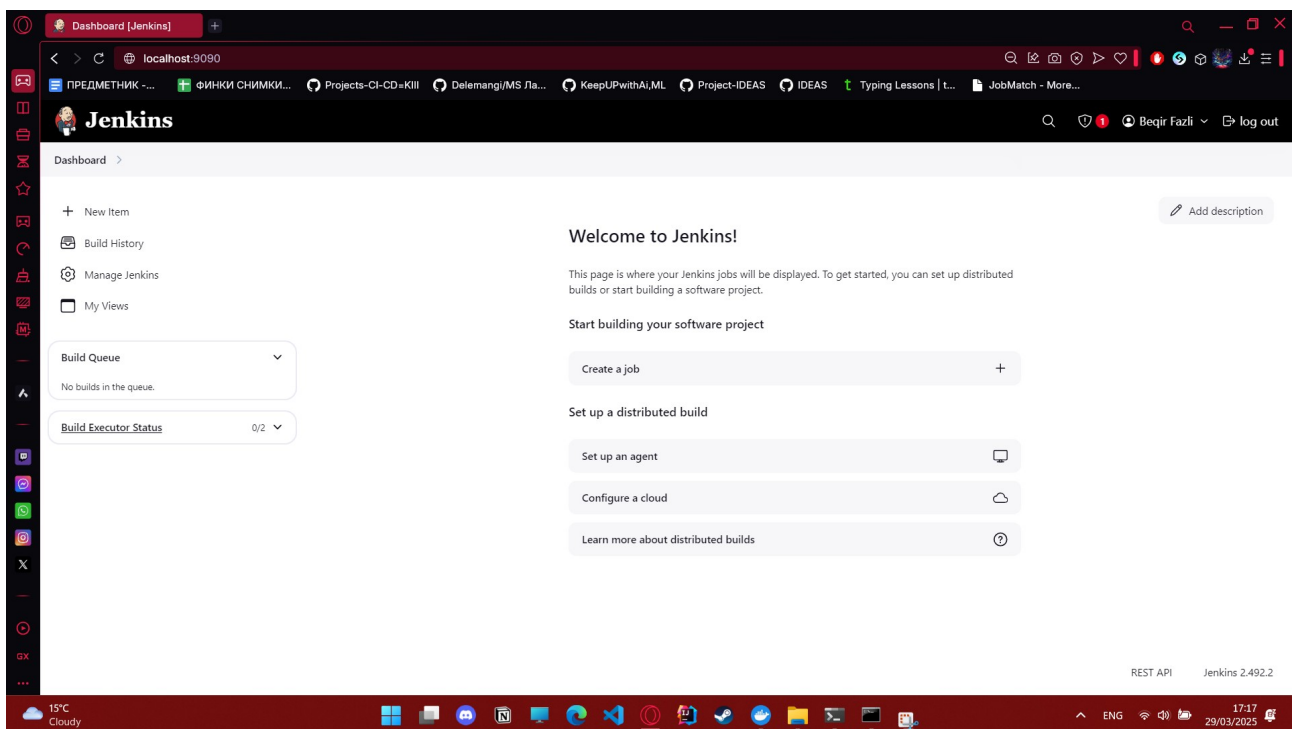 Dashboard [Jenkins]
localhost:9090
ПРЕДМЕТНИК -... ФИНКИ СНИМКИ... Projects-CI-CD=KIII Delemangi/MS Ла... KeepUPwithAi,ML Project-IDEAS IDEAS Typing Lessons | t... JobMatch - More...
Jenkins 1 Beqir Fazli log out
Dashboard
New Item
Build History
Manage Jenkins
My Views
Build Queue
No builds in the queue.
Build Executor Status 0/2
Add description
Welcome to Jenkins!
This page is where your Jenkins jobs will be displayed. To get started, you can set up distributed
builds or start building a software project.
Start building your software project
Create a job
Set up a distributed build
Set up an agent
Configure a cloud
Learn more about distributed builds
REST API Jenkins 2.492.2
GX
15°C
Cloudy
ENG
17:17
29/03/2025